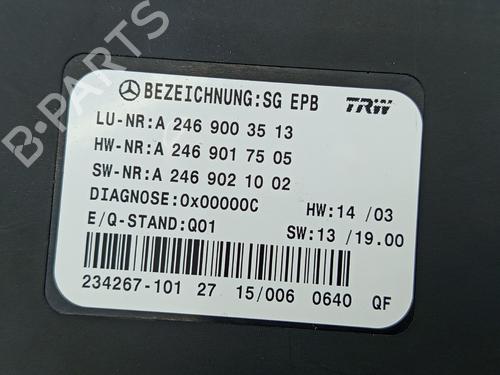 BEZEICHNUNG:SG EPB TRW
LU-NR:A 246 900 35 13
HW-NR:A 246 901 75 05
SW-NR:A 246 902 10 02
DIAGNOSE:0x00000C HW:14 /03
E/Q-STAND:Q01 SW:13 /19.00
234267-101 27 15/006 0640 QF
B-PARTS